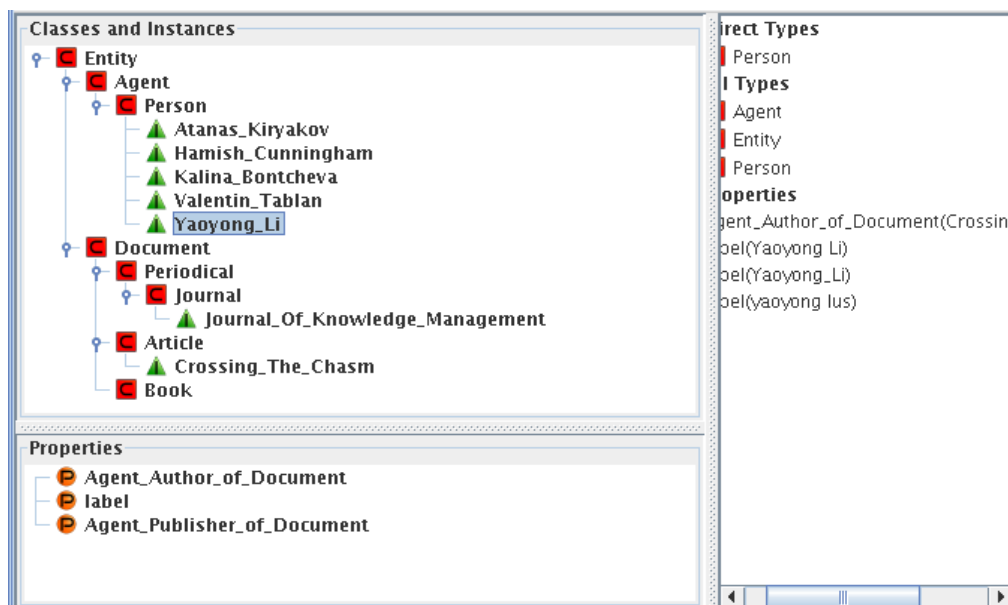 Classes and Instances
Entity
Agent
Person
Atanas_Kiryakov
Hamish_Cunningham
Kalina_Bontcheva
Valentin_Tablan
Yaoyong_Li
Document
Periodical
Journal
Journal_Of_Knowledge_Management
Article
Crossing_The_Chasm
Book
Properties
Agent_Author_of_Document
label
Agent_Publisher_of_Document
irect Types
Person
l Types
Agent
Entity
Person
operties
gent_Author_of_Document(Crossin
bel(Yaoyong Li)
bel(Yaoyong_Li)
bel(yaoyong lus)